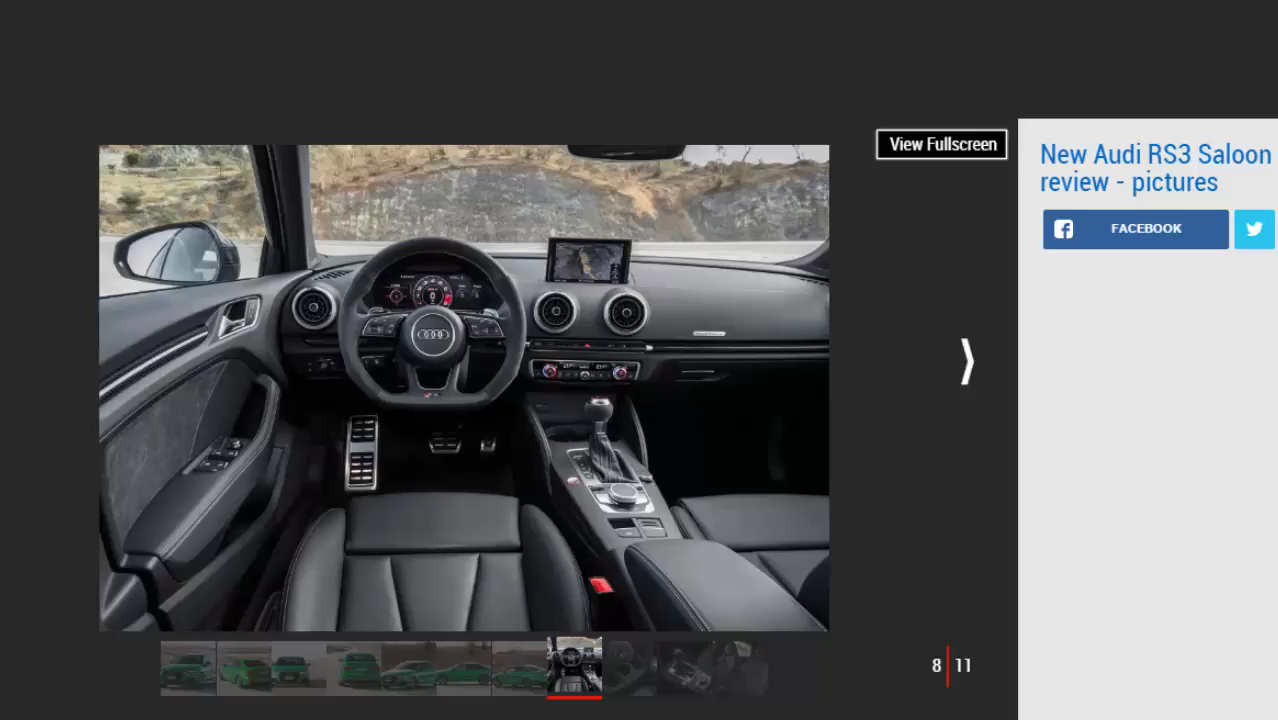 View Fullscreen
New Audi RS3 Saloon
review - pictures
FACEBOOK
8 11